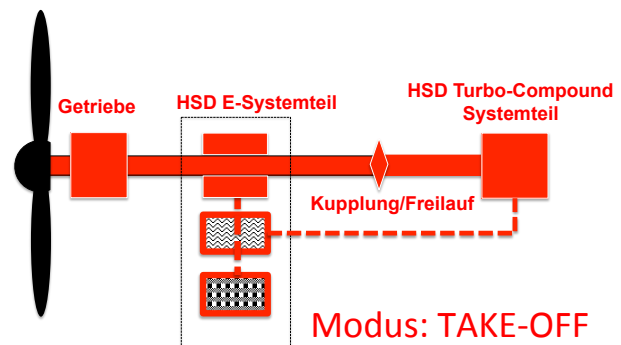 Getriebe
HSD E-Systemteil
HSD Turbo-Compound
Systemteil
Kupplung/Freilauf
Modus: TAKE-OFF